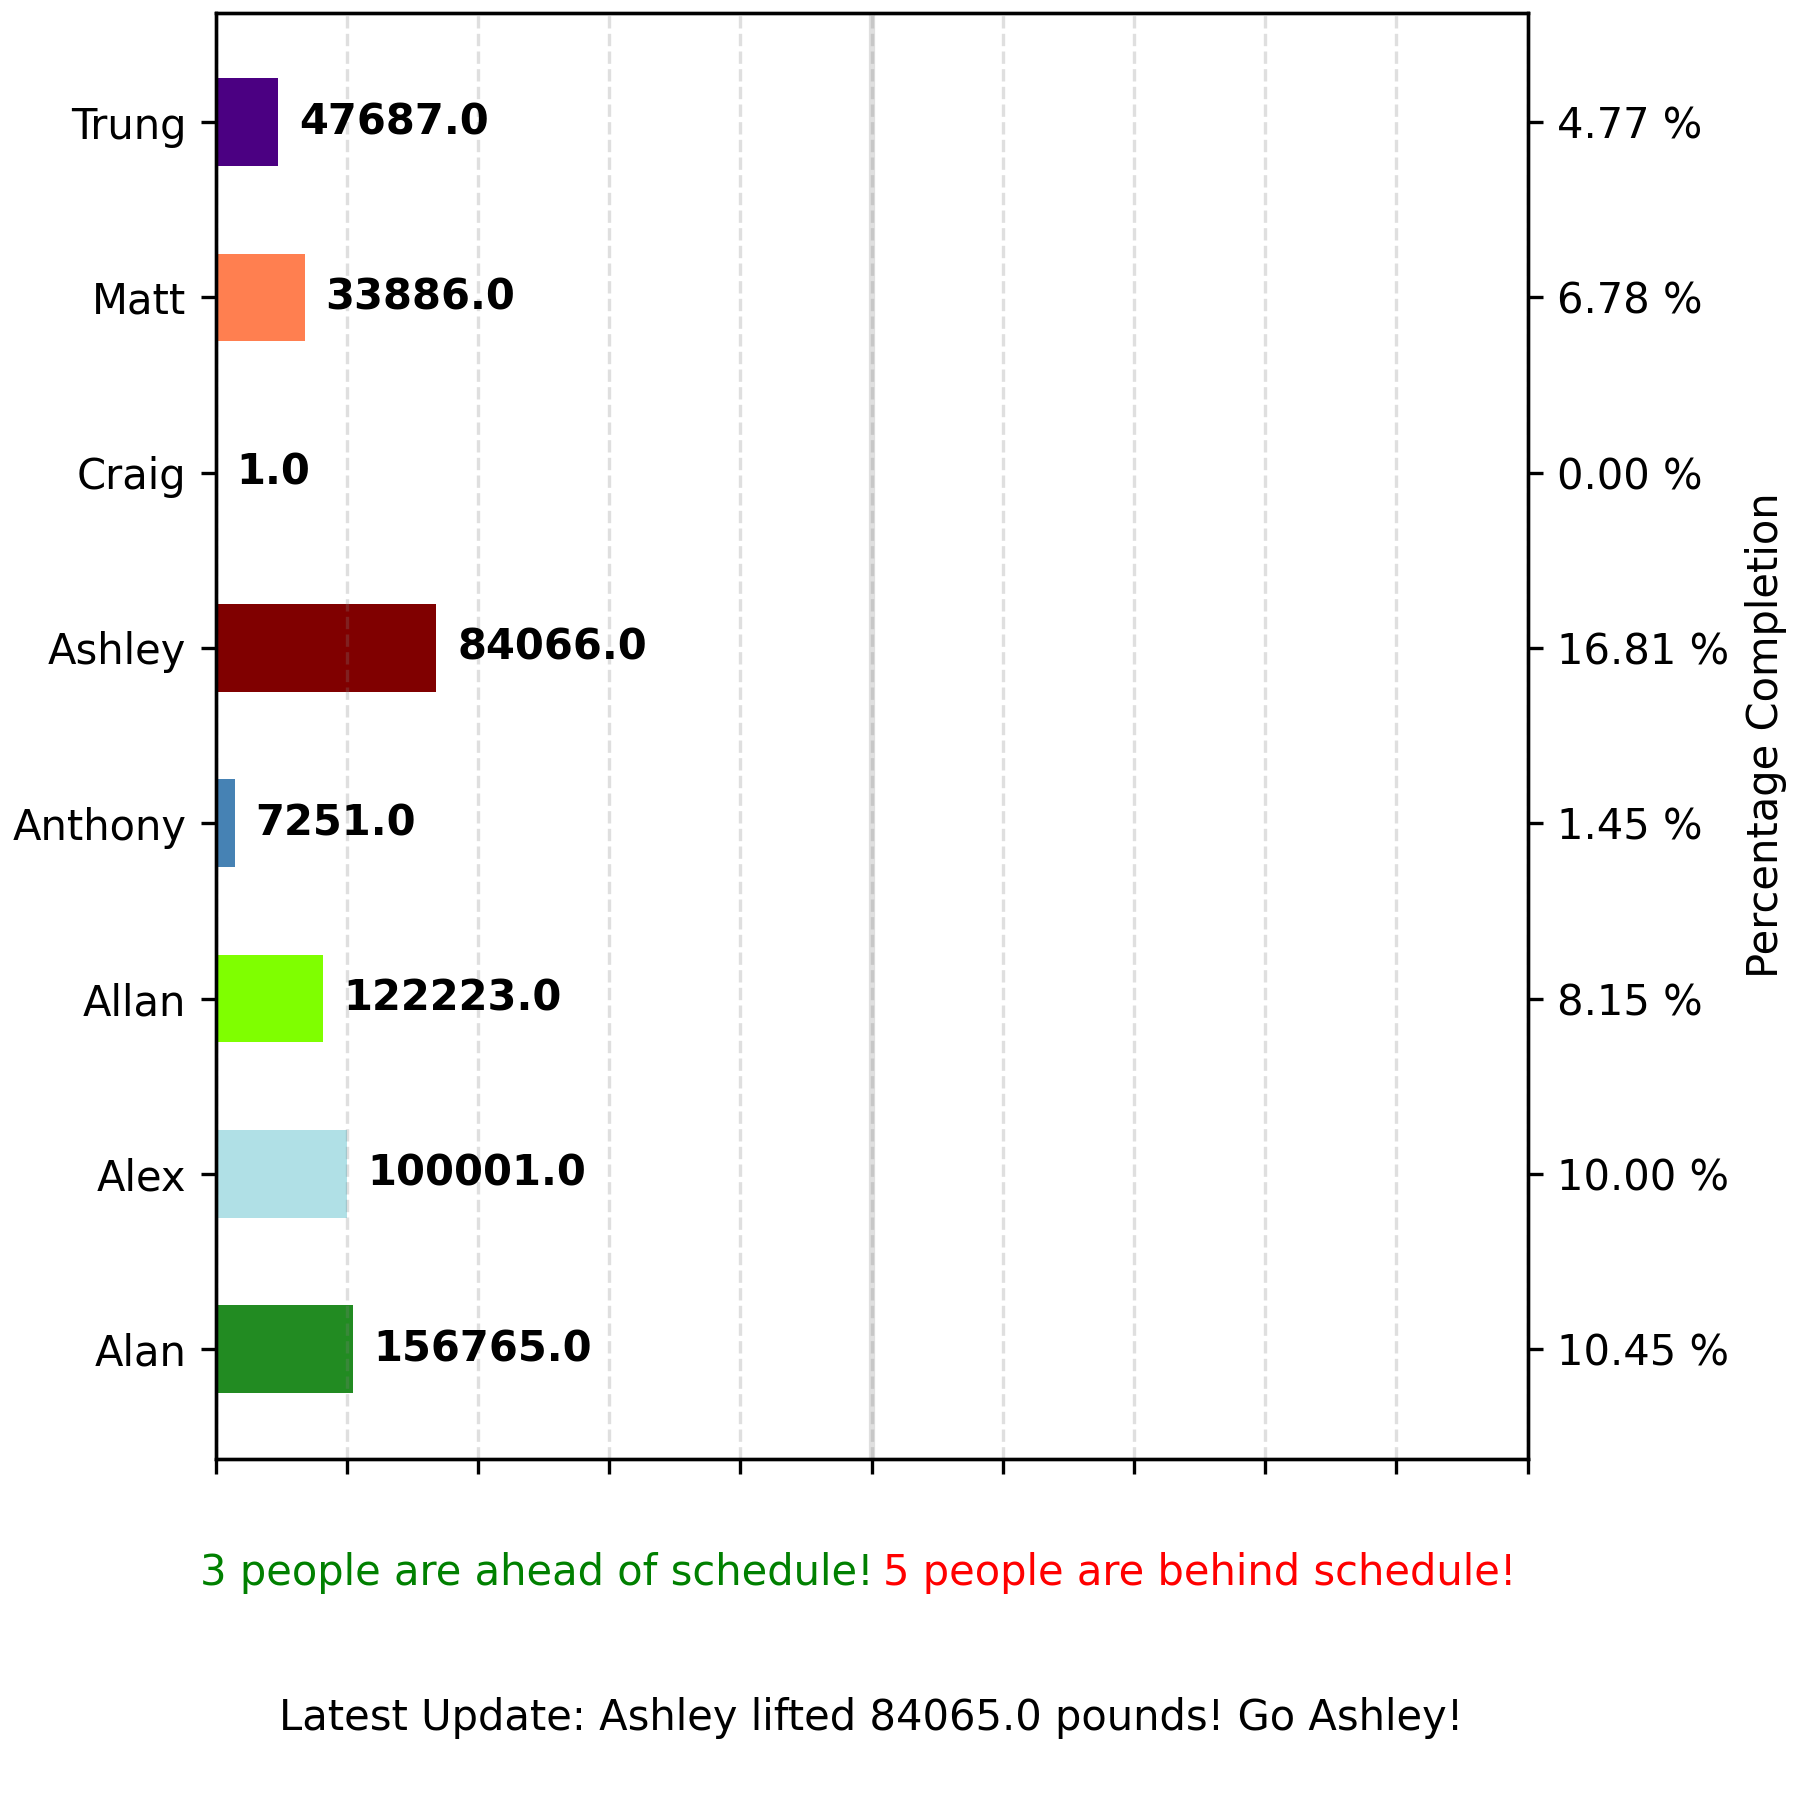 Trung 47687.0 4.77 %
Matt 33886.0 6.78 %
Craig 1.0 0.00 %
Ashley 84066.0 16.81 %
Anthony 7251.0 1.45 %
Allan 122223.0 8.15 %
Alex 100001.0 10.00 %
Alan 156765.0 10.45 %
Percentage Completion
3 people are ahead of schedule! 5 people are behind schedule!
Latest Update: Ashley lifted 84065.0 pounds! Go Ashley!